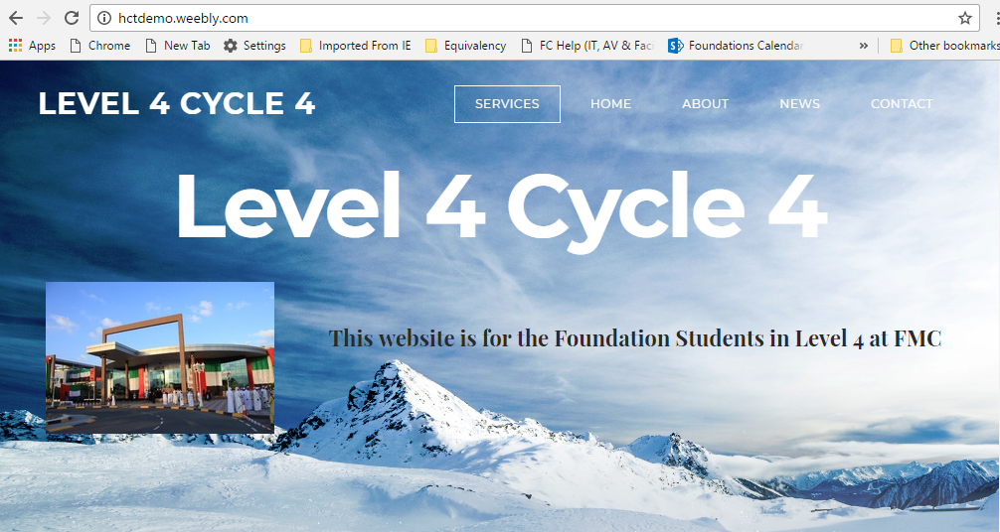 hctdemo.weebly.com
Apps Chrome New Tab Settings Imported From IE Equivalency FC Help (IT, AV & Faci Foundations Calendar » Other bookmarks
LEVEL 4 CYCLE 4 SERVICES HOME ABOUT NEWS CONTACT
Level 4 Cycle 4
This website is for the Foundation Students in Level 4 at FMC